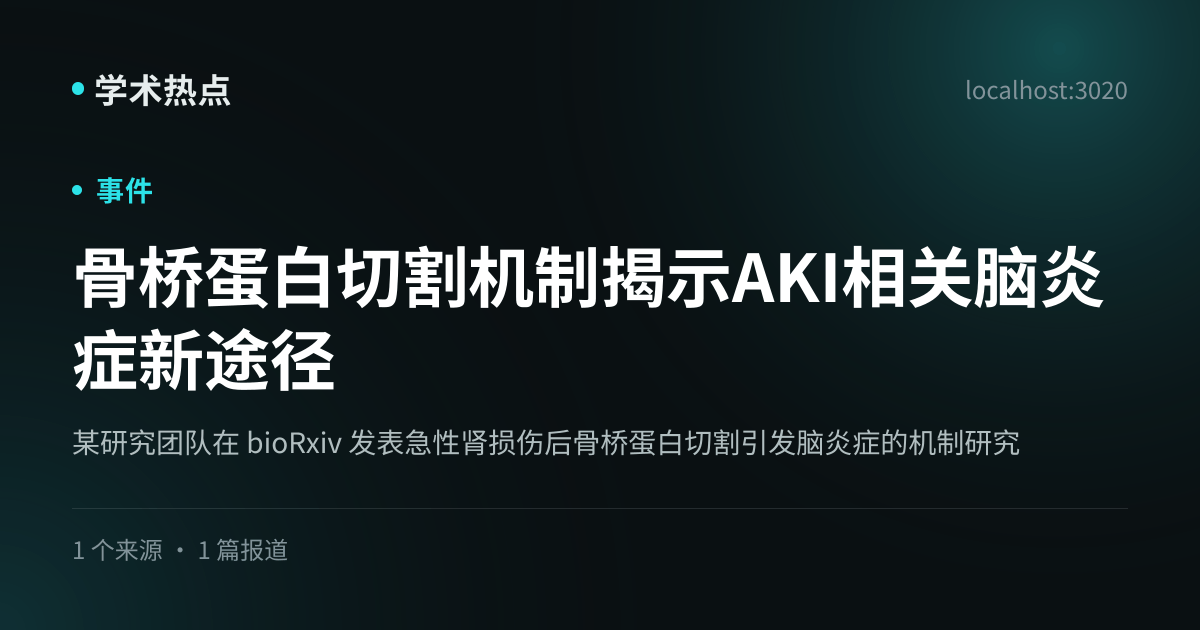 学术热点
localhost:3020
事件
骨桥蛋白切割机制揭示AKI相关脑炎
症新途径
某研究团队在 bioRxiv 发表急性肾损伤后骨桥蛋白切割引发脑炎症的机制研究
1 个来源 · 1 篇报道